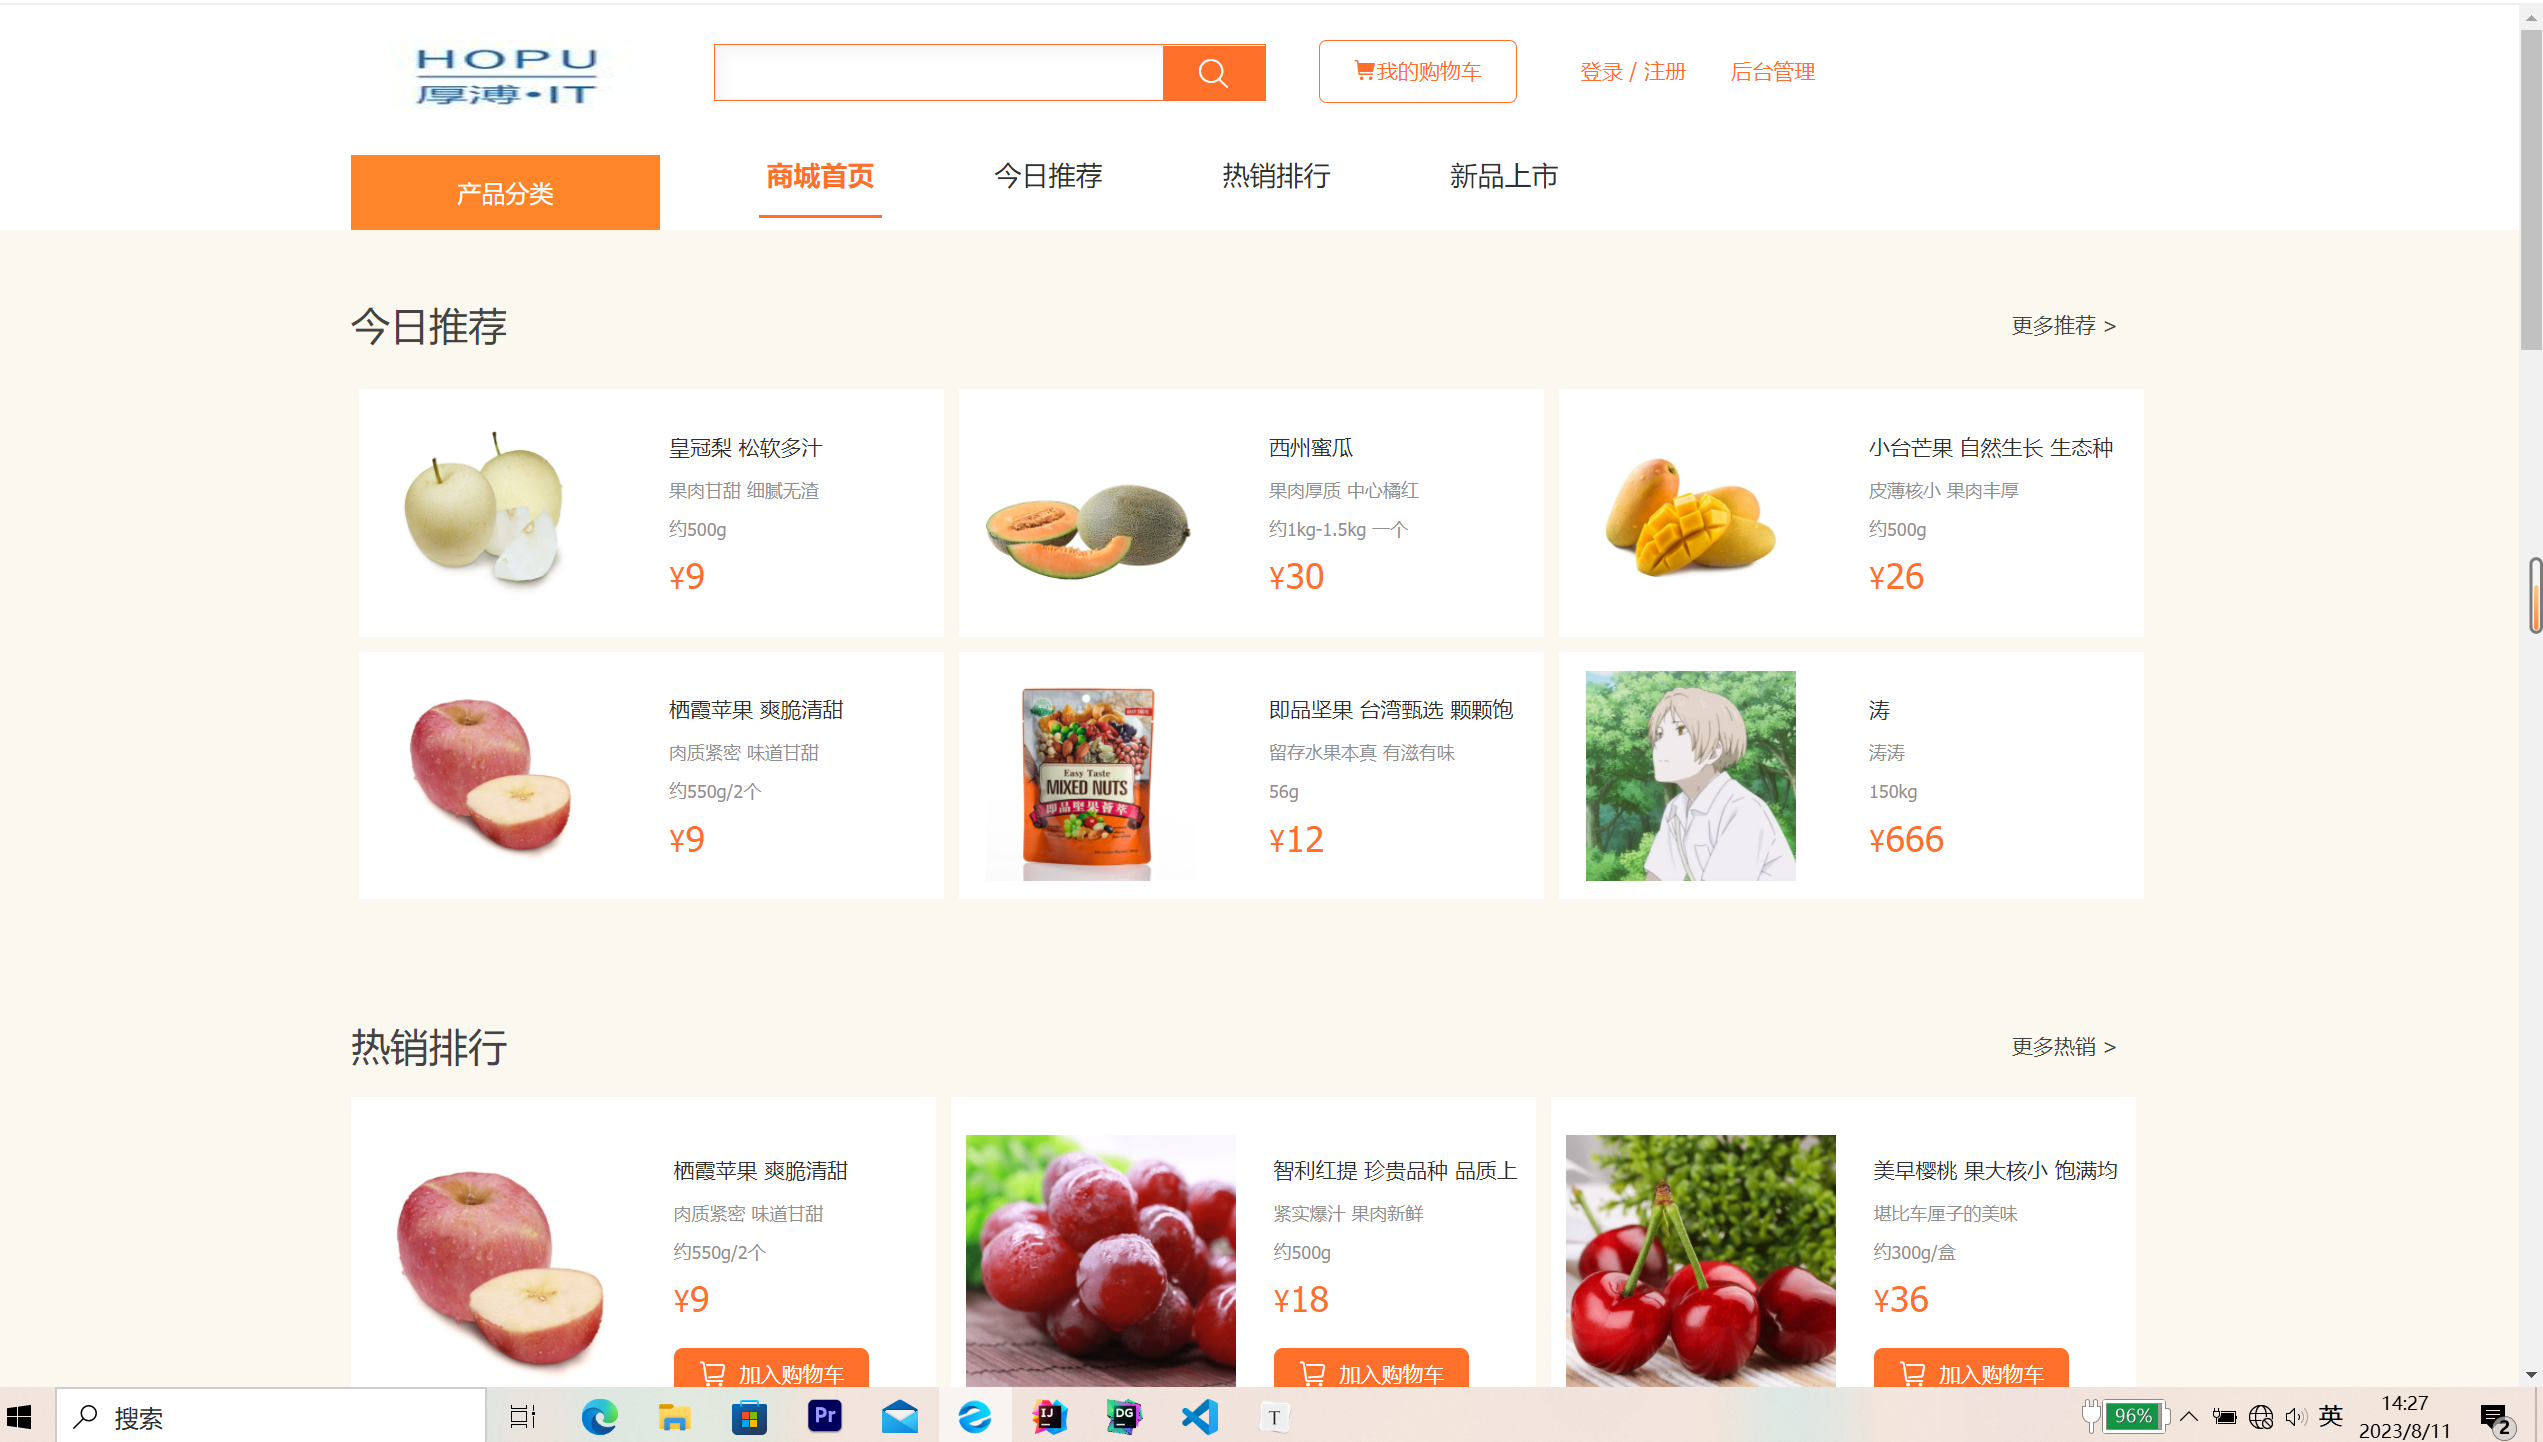 HOPU
厚溥·IT
我的购物车
登录 / 注册
后台管理
产品分类
商城首页
今日推荐
热销排行
新品上市
今日推荐
更多推荐 >
皇冠梨 松软多汁
果肉甘甜 细腻无渣
约500g
¥9
西州蜜瓜
果肉厚质 中心橘红
约1kg-1.5kg 一个
¥30
小台芒果 自然生长 生态种
皮薄核小 果肉丰厚
约500g
¥26
栖霞苹果 爽脆清甜
肉质紧密 味道甘甜
约550g/2个
¥9
Easy Taste
MIXED NUTS
即品坚果 台湾甄选 颗颗饱
留存水果本真 有滋有味
56g
¥12
涛
涛涛
150kg
¥666
热销排行
更多热销 >
栖霞苹果 爽脆清甜
肉质紧密 味道甘甜
约550g/2个
¥9
加入购物车
智利红提 珍贵品种 品质上
紧实爆汁 果肉新鲜
约500g
¥18
加入购物车
美早樱桃 果大核小 饱满均
堪比车厘子的美味
约300g/盒
¥36
加入购物车
搜索
Pr
IJ
DG
T
96%
英
14:27
2023/8/11
2